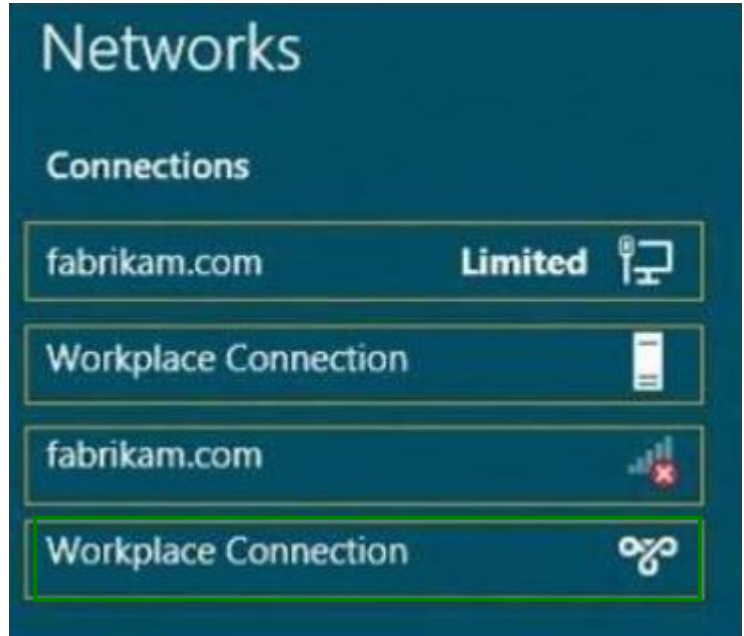 Networks
Connections
fabrikam.com Limited
Workplace Connection
fabrikam.com
Workplace Connection